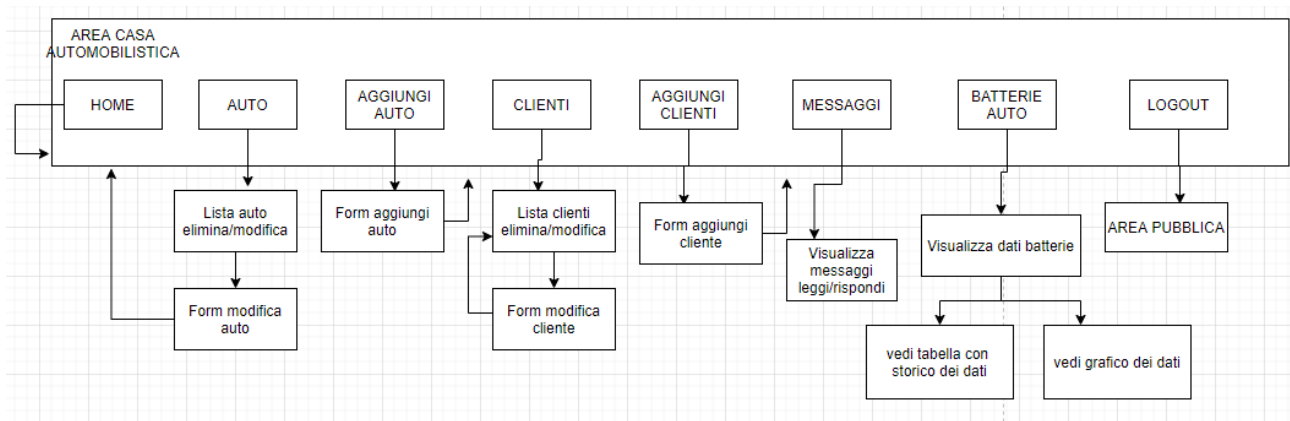 AREA CASA
AUTOMOBILISTICA
HOME
AUTO
AGGIUNGI
AUTO
CLIENTI
AGGIUNGI
CLIENTI
MESSAGGI
BATTERIE
AUTO
LOGOUT
Lista auto
elimina/modifica
Form aggiungi
auto
Lista clienti
elimina/modifica
Form aggiungi
cliente
Visualizza
messaggi
leggi/rispondi
Visualizza dati batterie
AREA PUBBLICA
Form modifica
auto
Form modifica
cliente
vedi tabella con
storico dei dati
vedi grafico dei dati